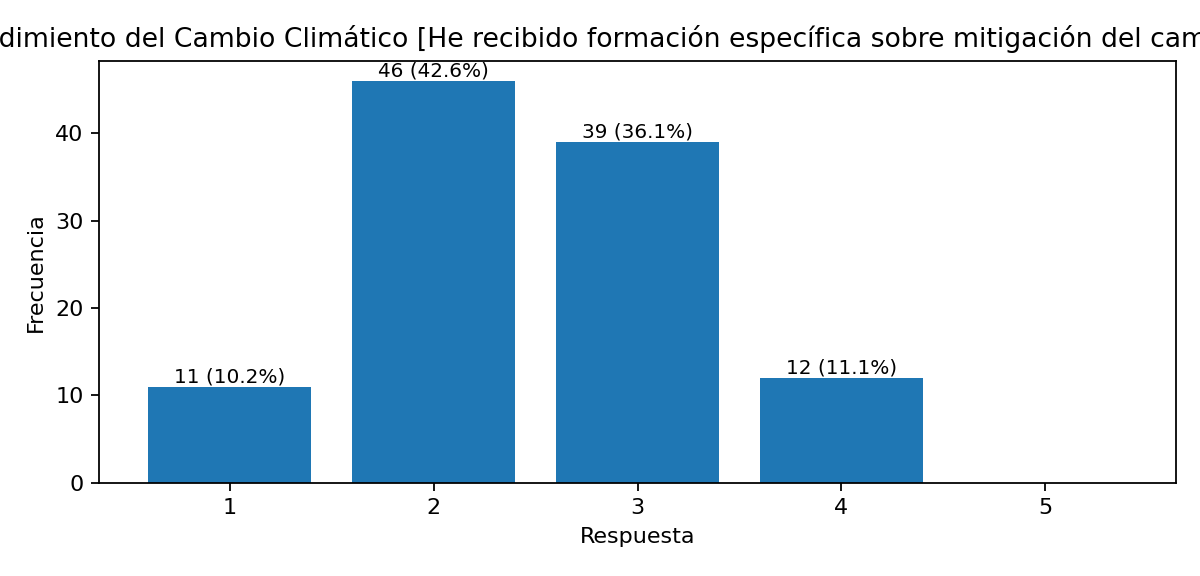 dimiento del Cambio Climático [He recibido formación específica sobre mitigación del cam
46 (42.6%)
39 (36.1%)
12 (11.1%)
11 (10.2%)
Frecuencia
40
30
20
10
0
1 2 3 4 5
Respuesta